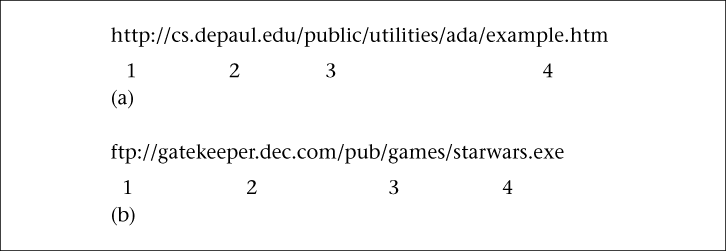 http://cs.depaul.edu/public/utilities/ada/example.htm
1 2 3 4
(a)
ftp://gatekeeper.dec.com/pub/games/starwars.exe
1 2 3 4
(b)